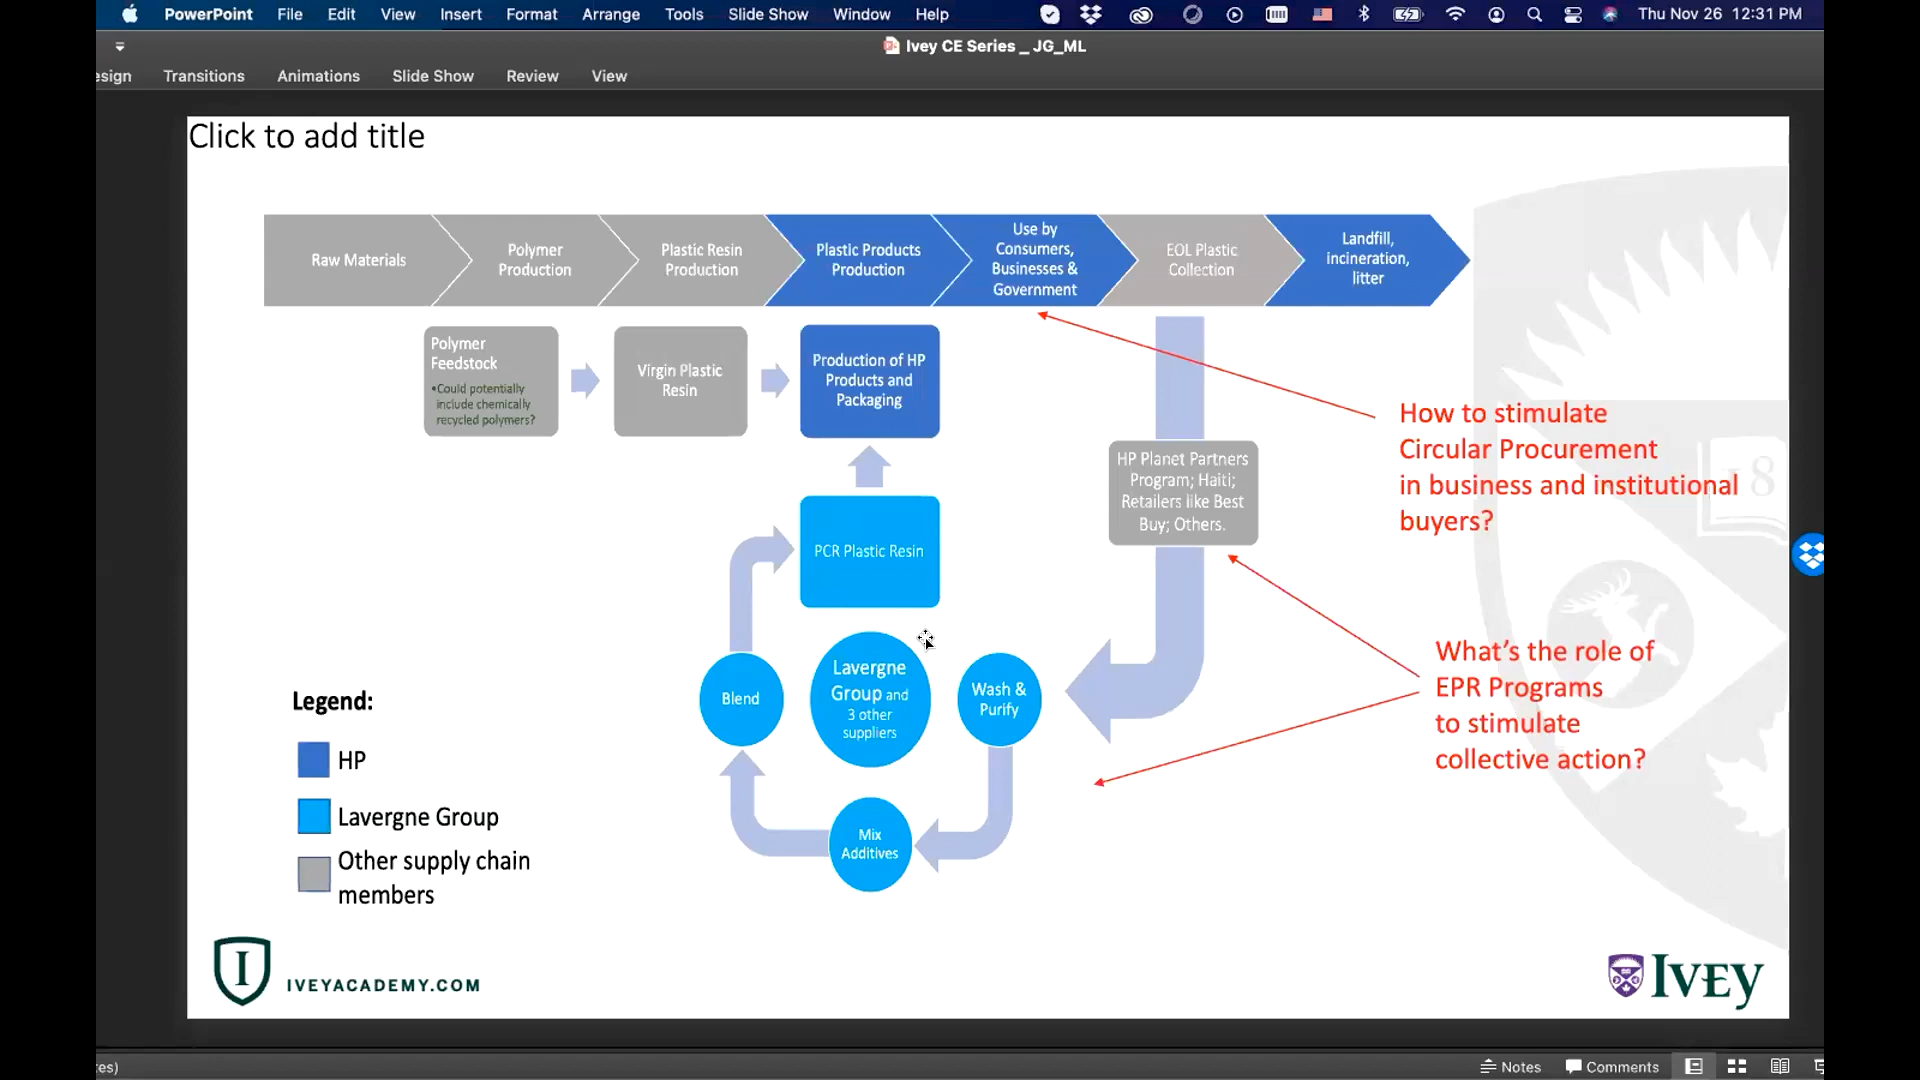 PowerPoint File Edit View Insert Format Arrange Tools Slide Show Window Help Thu Nov 26 12:31 PM
Ivey CE Series _ JG_ML
esign Transitions Animations Slide Show Review View
Click to add title
Raw Materials
Polymer
Production
Plastic Resin
Production
Plastic Products
Production
Use by
Consumers,
Businesses &
Government
EOL Plastic
Collection
Landfill,
incineration,
litter
Polymer
Feedstock
•Could potentially
include chemically
recycled polymers?
Virgin Plastic
Resin
Production of HP
Products and
Packaging
HP Planet Partners
Program; Haiti;
Retailers like Best
Buy; Others.
How to stimulate
Circular Procurement
in business and institutional
buyers?
PCR Plastic Resin
Blend
Lavergne
Group and
3 other
suppliers
Wash &
Purify
Mix
Additives
What's the role of
EPR Programs
to stimulate
collective action?
Legend:
HP
Lavergne Group
Other supply chain
members
I
IVEYACADEMY.COM
IVEY
18
es) Notes Comments